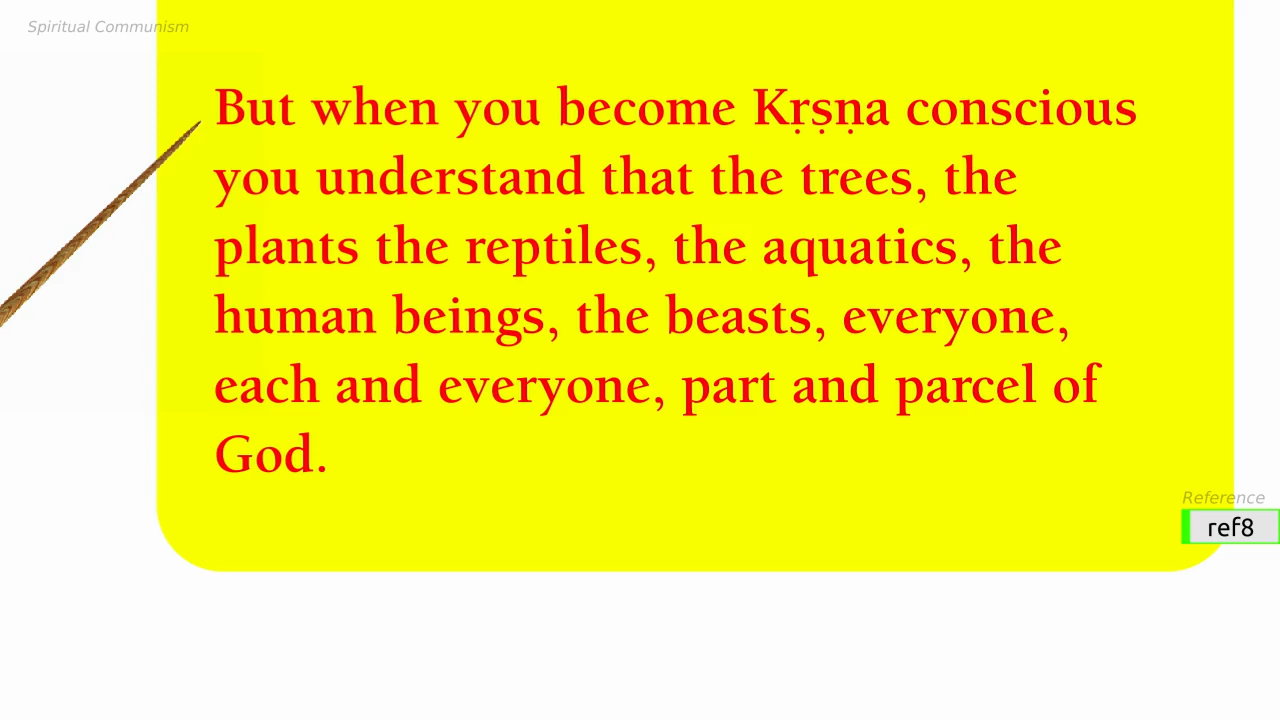 Spiritual Communism
But when you become Kṛṣṇa conscious
you understand that the trees, the
plants the reptiles, the aquatics, the
human beings, the beasts, everyone,
each and everyone, part and parcel of
God.
Reference
ref8